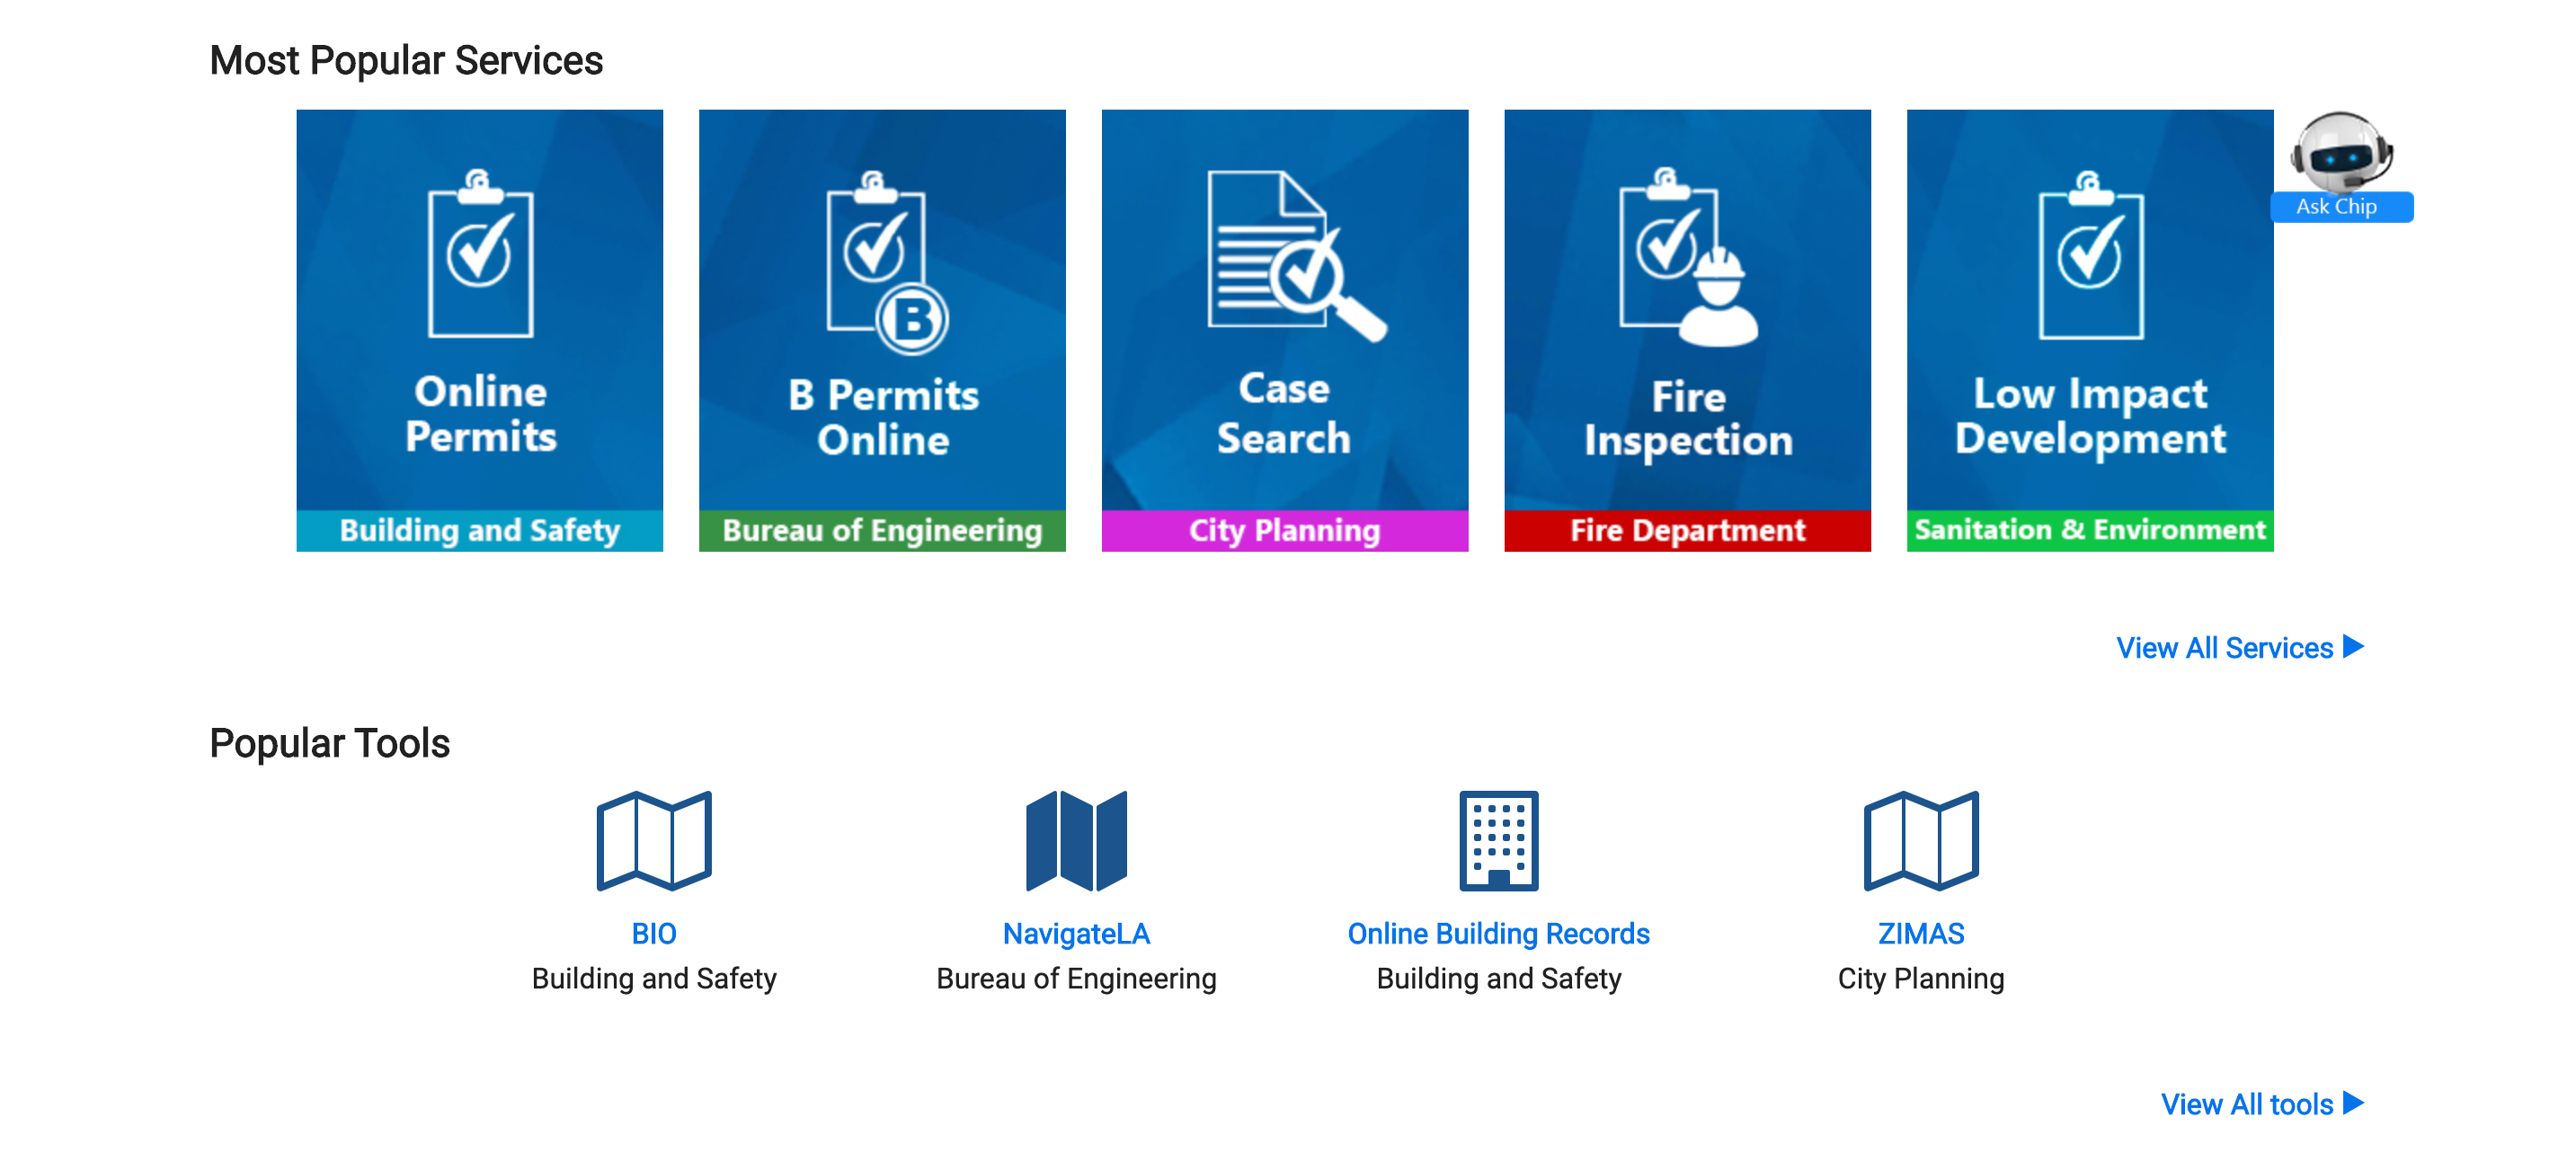 Most Popular Services
Ask Chip
B
Online
Permits
Building and Safety
B Permits
Online
Bureau of Engineering
Case
Search
City Planning
Fire
Inspection
Fire Department
Low Impact
Development
Sanitation & Environment
View All Services
Popular Tools
BIO
Building and Safety
NavigateLA
Bureau of Engineering
Online Building Records
Building and Safety
ZIMAS
City Planning
View All tools